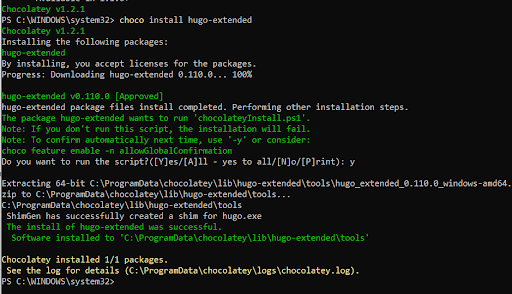 Chocolatey v1.2.1
PS C:\WINDOWS\system32> choco install hugo-extended
Chocolatey v1.2.1
Installing the following packages:
hugo-extended
By installing, you accept licenses for the packages.
Progress: Downloading hugo-extended 0.110.0... 100%
hugo-extended v0.110.0 [Approved]
hugo-extended package files install completed. Performing other installation steps.
The package hugo-extended wants to run 'chocolateyInstall.ps1'.
Note: If you don't run this script, the installation will fail.
Note: To confirm automatically next time, use '-y' or consider:
choco feature enable -n allowGlobalConfirmation
Do you want to run the script?([Y]es/[A]ll - yes to all/[N]o/[P]rint): y
Extracting 64-bit C:\ProgramData\chocolatey\lib\hugo-extended\tools\hugo_extended_0.110.0_windows-amd64.
zip to C:\ProgramData\chocolatey\lib\hugo-extended\tools...
C:\ProgramData\chocolatey\lib\hugo-extended\tools
ShimGen has successfully created a shim for hugo.exe
The install of hugo-extended was successful.
Software installed to 'C:\ProgramData\chocolatey\lib\hugo-extended\tools'
Chocolatey installed 1/1 packages.
See the log for details (C:\ProgramData\chocolatey\logs\chocolatey.log).
PS C:\WINDOWS\system32>